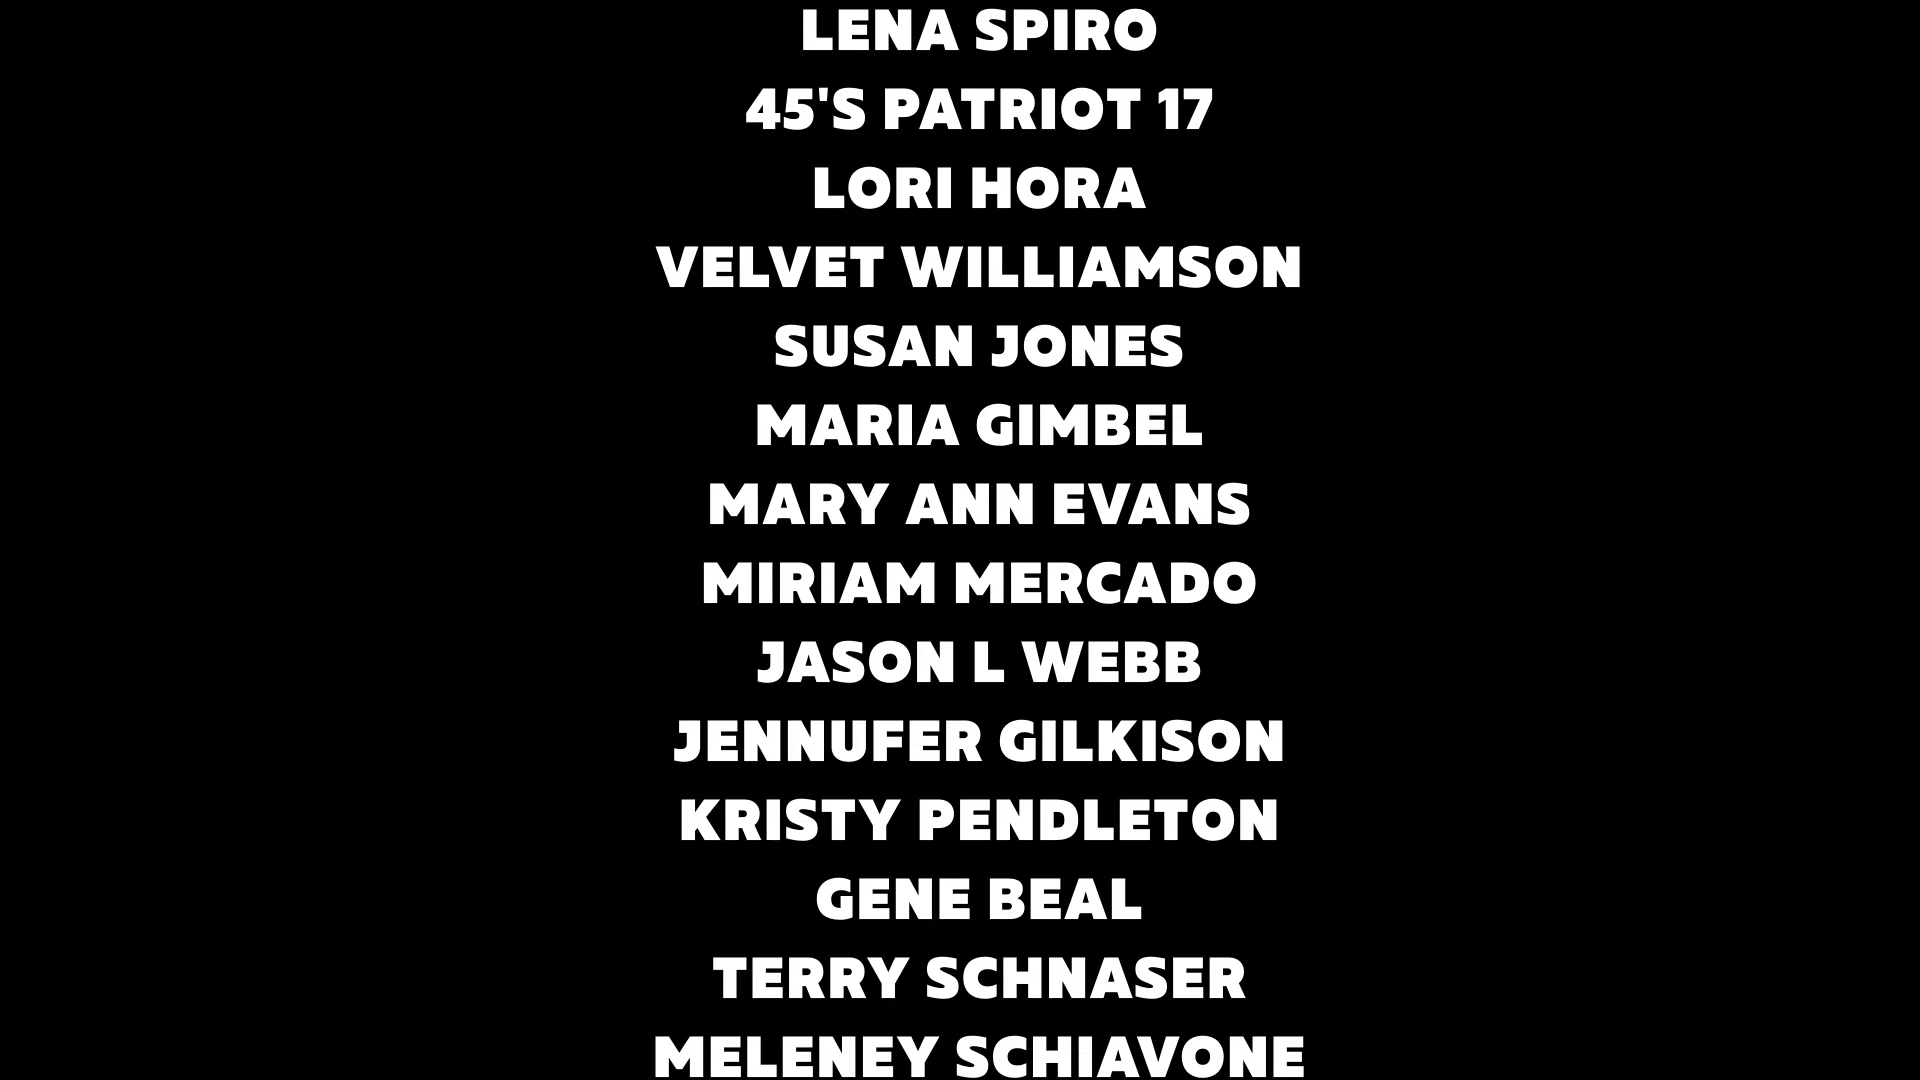 LENA SPIRO
45'S PATRIOT 17
LORI HORA
VELVET WILLIAMSON
SUSAN JONES
MARIA GIMBEL
MARY ANN EVANS
MIRIAM MERCADO
JASON L WEBB
JENNUFER GILKISON
KRISTY PENDLETON
GENE BEAL
TERRY SCHNASER
MELENEY SCHIAVONE